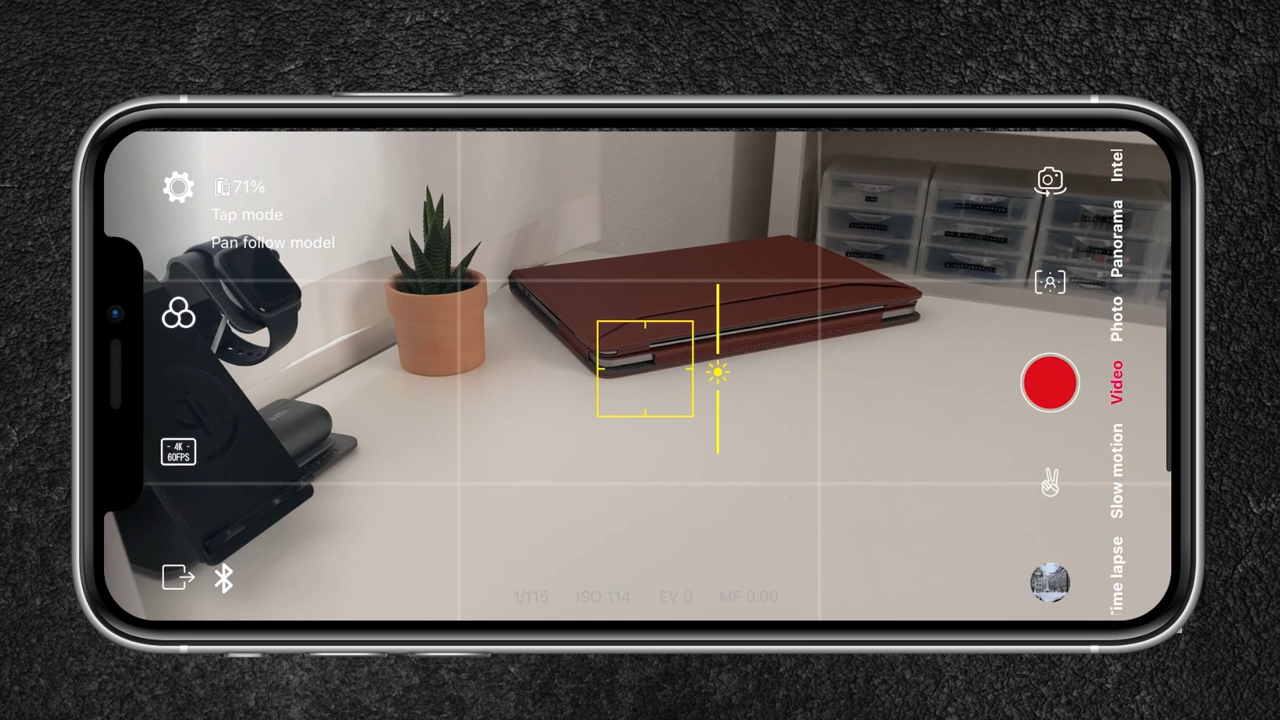 71%
Tap mode
Pan follow model
- 4K -
60FPS
1/115 ISO 114 EV 0 MF 0.00
Intel
Panorama
Photo
Video
Slow motion
Time lapse